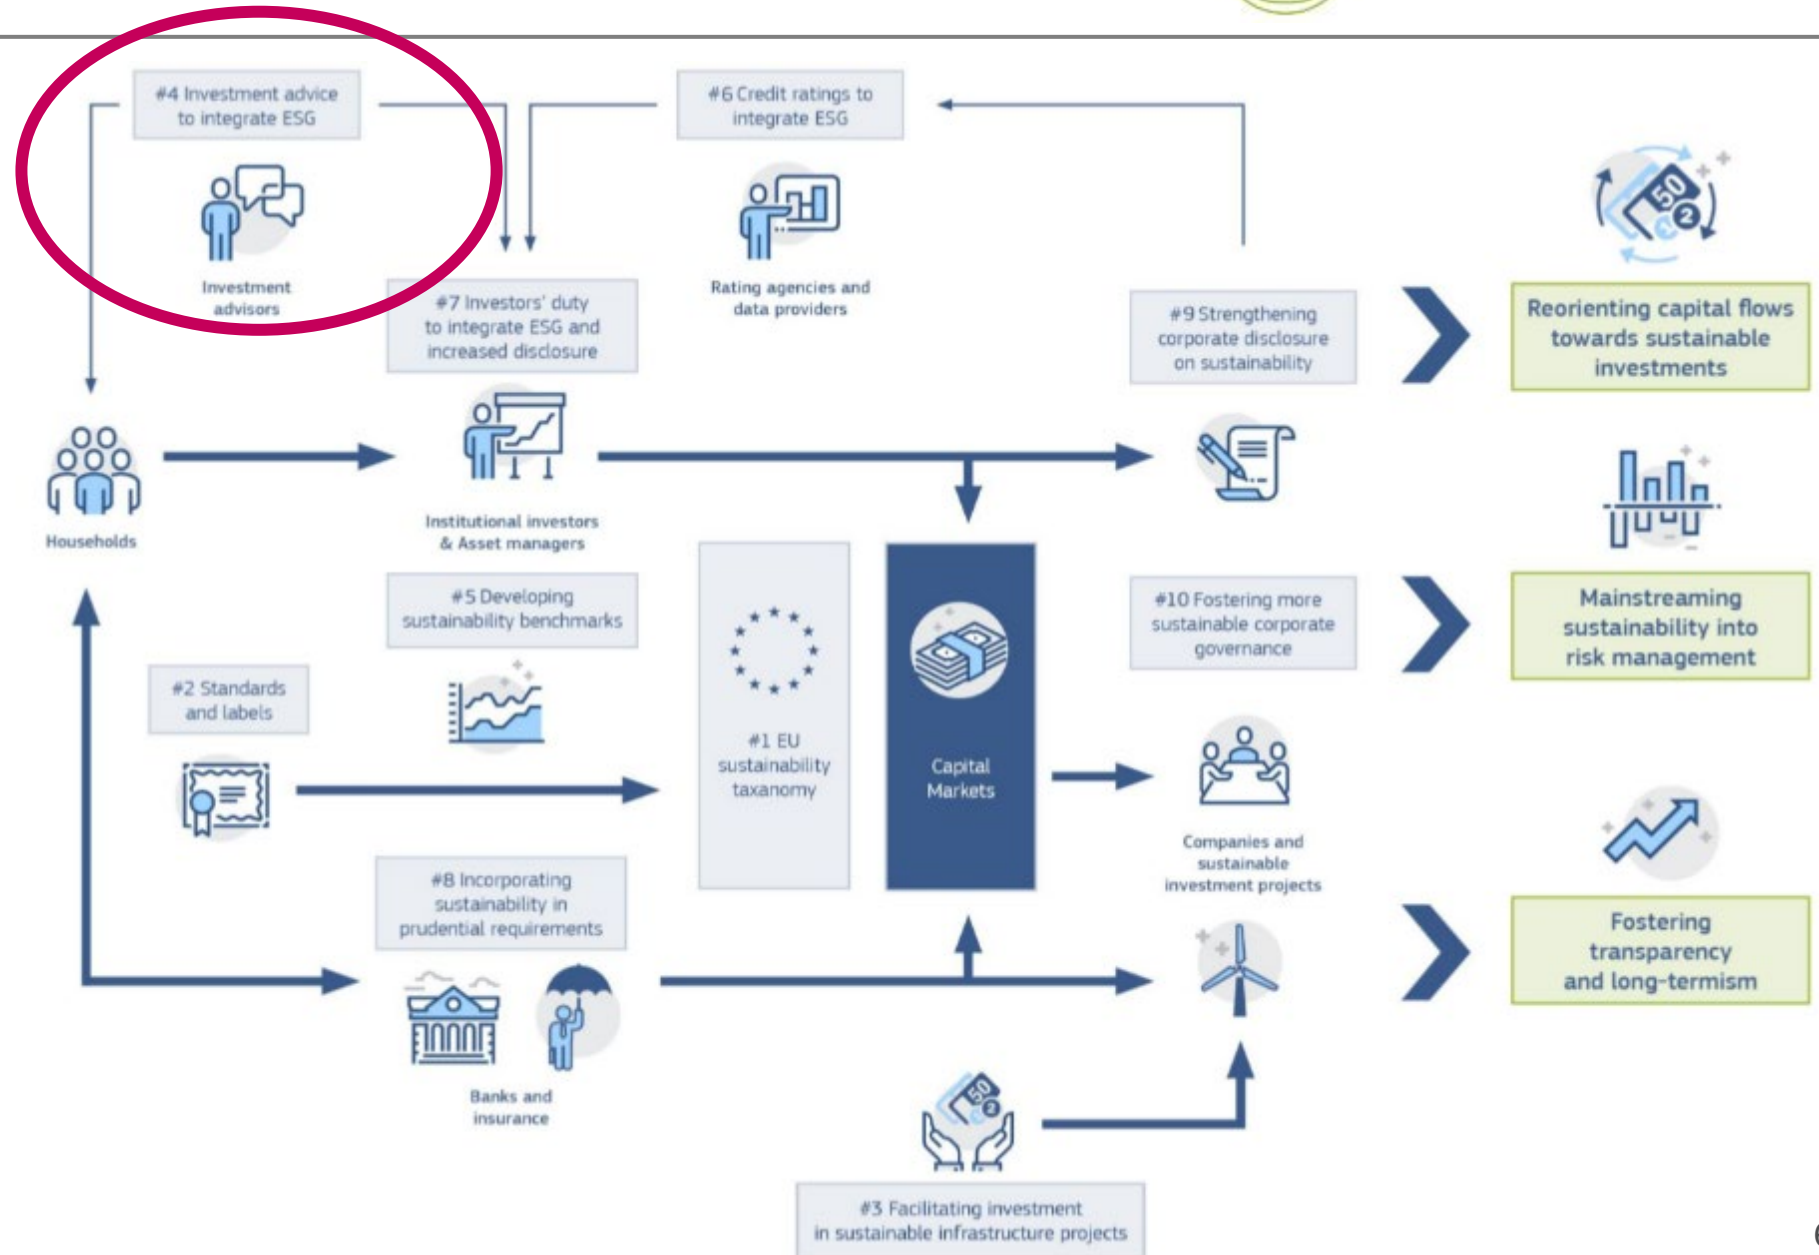 #4 Investment advice
to integrate ESG
Investment
advisors
#6 Credit ratings to
integrate ESG
Rating agencies and
data providers
#7 Investors' duty
to integrate ESG and
increased disclosure
Institutional investors
& Asset managers
#9 Strengthening
corporate disclosure
on sustainability
50
2
Reorienting capital flows
towards sustainable
investments
Households
#5 Developing
sustainability benchmarks
#2 Standards
and labels
#1 EU
sustainability
taxanomy
Capital
Markets
#10 Fostering more
sustainable corporate
governance
Mainstreaming
sustainability into
risk management
Companies and
sustainable
investment projects
#8 Incorporating
sustainability in
prudential requirements
Banks and
insurance
Fostering
transparency
and long-termism
50
2
#3 Facilitating investment
in sustainable infrastructure projects